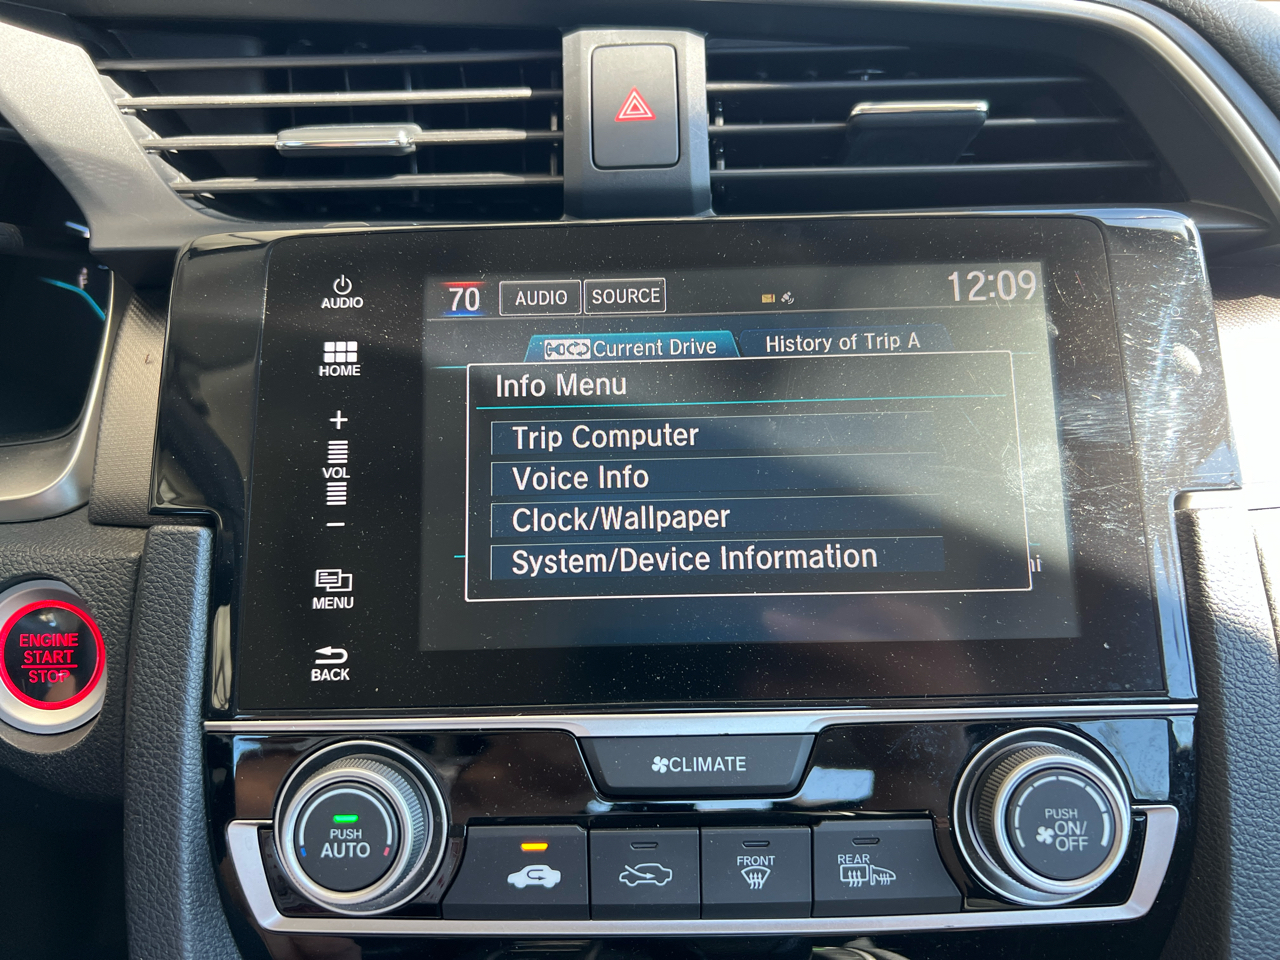 AUDIO
HOME
+
VOL
−
MENU
BACK
70 AUDIO SOURCE 12:09
Current Drive History of Trip A
Info Menu
Trip Computer
Voice Info
Clock/Wallpaper
System/Device Information
ENGINE
START
STOP
CLIMATE
PUSH
AUTO
FRONT
REAR
PUSH
ON/
OFF